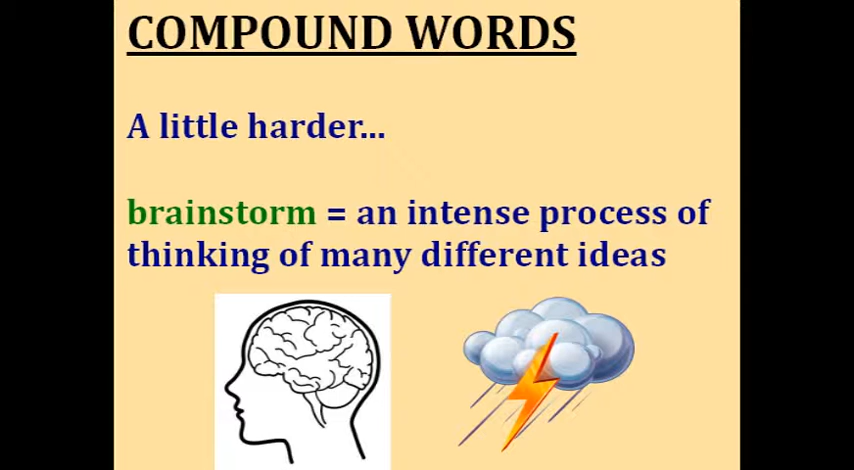 COMPOUND WORDS
A little harder...
brainstorm = an intense process of
thinking of many different ideas